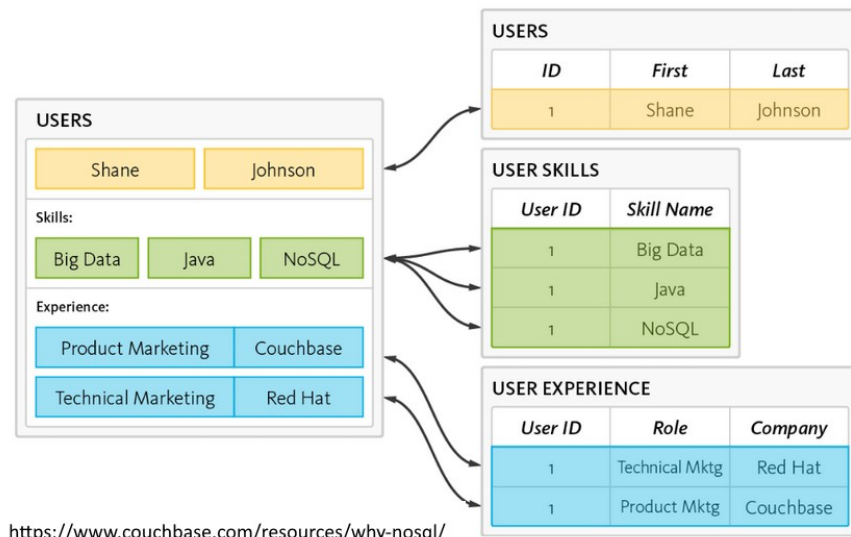 USERS
Shane Johnson
Skills:
Big Data Java NoSQL
Experience:
Product Marketing Couchbase
Technical Marketing Red Hat
USERS
ID First Last
1 Shane Johnson
USER SKILLS
User ID Skill Name
1 Big Data
1 Java
1 NoSQL
USER EXPERIENCE
User ID Role Company
1 Technical Mktg Red Hat
1 Product Mktg Couchbase
https://www.couchbase.com/resources/why-nosql/